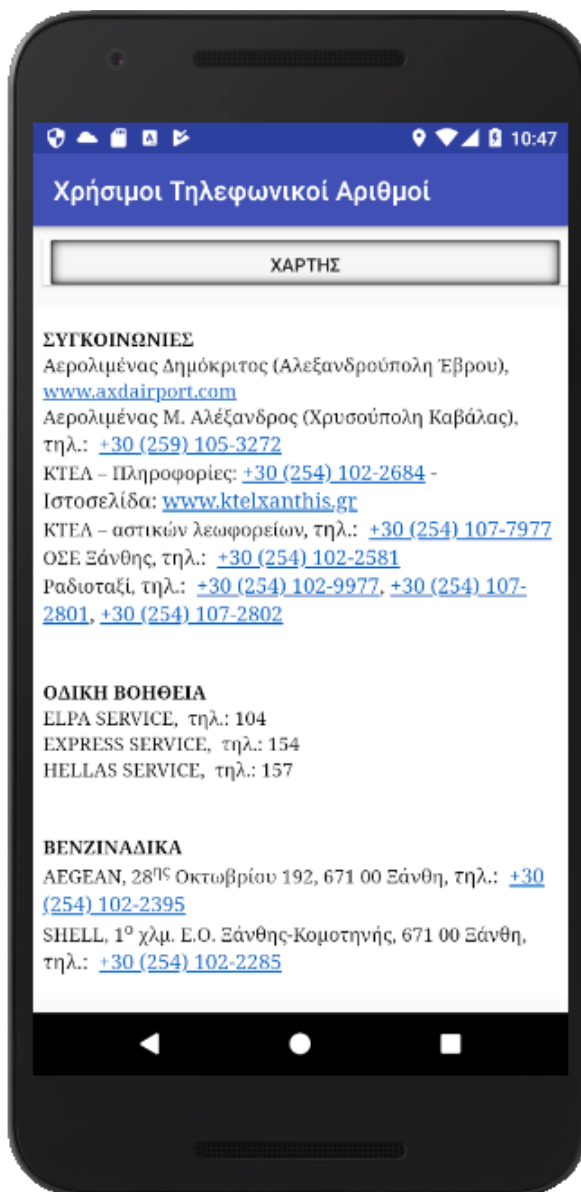 10:47
Χρήσιμοι Τηλεφωνικοί Αριθμοί
ΧΑΡΤΗΣ
ΣΥΓΚΟΙΝΩΝΙΕΣ
Αερολιμένας Δημόκριτος (Αλεξανδρούπολη Έβρου),
www.axdairport.com
Αερολιμένας Μ. Αλέξανδρος (Χρυσούπολη Καβάλας),
τηλ.: +30 (259) 105-3272
ΚΤΕΛ – Πληροφορίες: +30 (254) 102-2684 -
Ιστοσελίδα: www.ktelxanthis.gr
ΚΤΕΛ – αστικών λεωφορείων, τηλ.: +30 (254) 107-7977
ΟΣΕ Ξάνθης, τηλ.: +30 (254) 102-2581
Ραδιοταξί, τηλ.: +30 (254) 102-9977, +30 (254) 107-
2801, +30 (254) 107-2802
ΟΔΙΚΗ ΒΟΗΘΕΙΑ
ELPA SERVICE, τηλ.: 104
EXPRESS SERVICE, τηλ.: 154
HELLAS SERVICE, τηλ.: 157
ΒΕΝΖΙΝΑΔΙΚΑ
AEGEAN, 28ης Οκτωβρίου 192, 671 00 Ξάνθη, τηλ.: +30
(254) 102-2395
SHELL, 1ο χλμ. Ε.Ο. Ξάνθης-Κομοτηνής, 671 00 Ξάνθη,
τηλ.: +30 (254) 102-2285